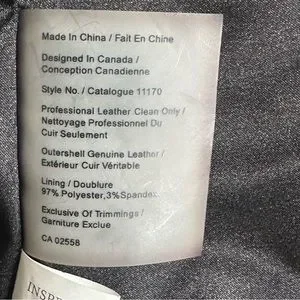 Made In China / Fait En Chine
Designed In Canada /
Conception Canadienne
Style No. / Catalogue 11170
Professional Leather Clean Only /
Nettoyage Professionnel Du
Cuir Seulement
Outershell Genuine Leather /
Extérieur Cuir Véritable
Lining / Doublure
97% Polyester,3%Spandex
Exclusive Of Trimmings /
Garniture Exclue
CA 02558